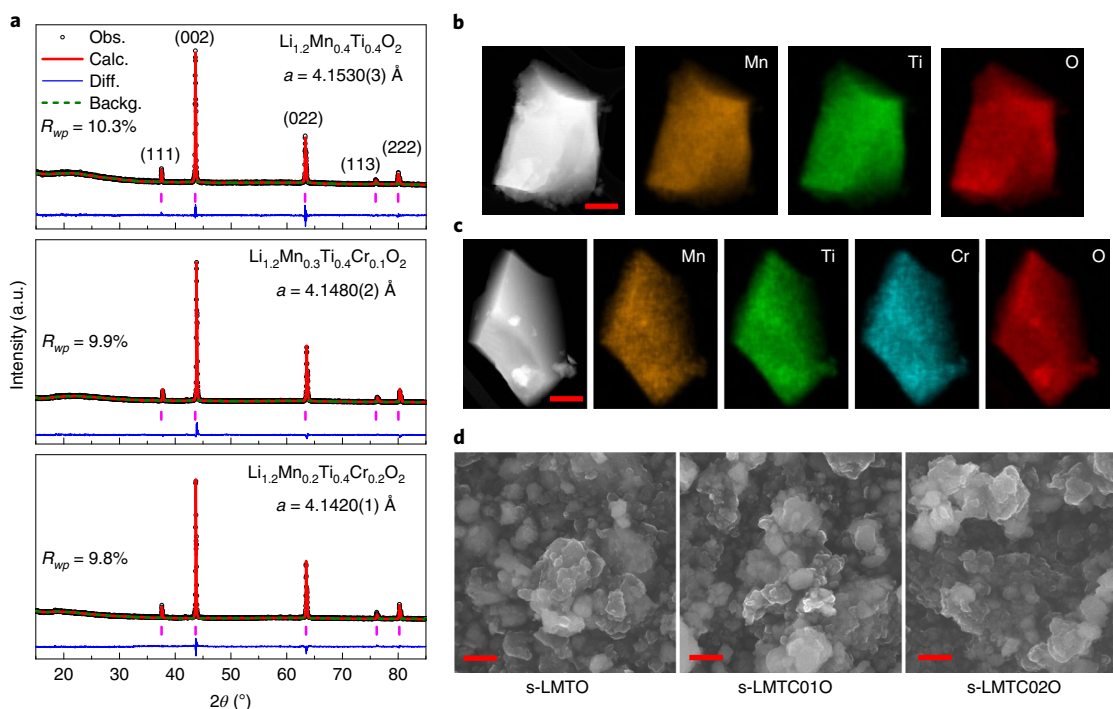 a
Obs.
Calc.
Diff.
Backg.
R_wp = 10.3%
(111)
(002)
(022)
(113)
(222)
Li1.2Mn0.4Ti0.4O2
a = 4.1530(3) Å
Li1.2Mn0.3Ti0.4Cr0.1O2
a = 4.1480(2) Å
R_wp = 9.9%
Li1.2Mn0.2Ti0.4Cr0.2O2
a = 4.1420(1) Å
R_wp = 9.8%
Intensity (a.u.)
20 30 40 50 60 70 80
2θ (°)
b
Mn
Ti
O
c
Mn
Ti
Cr
O
d
s-LMTO
s-LMTC01O
s-LMTC02O